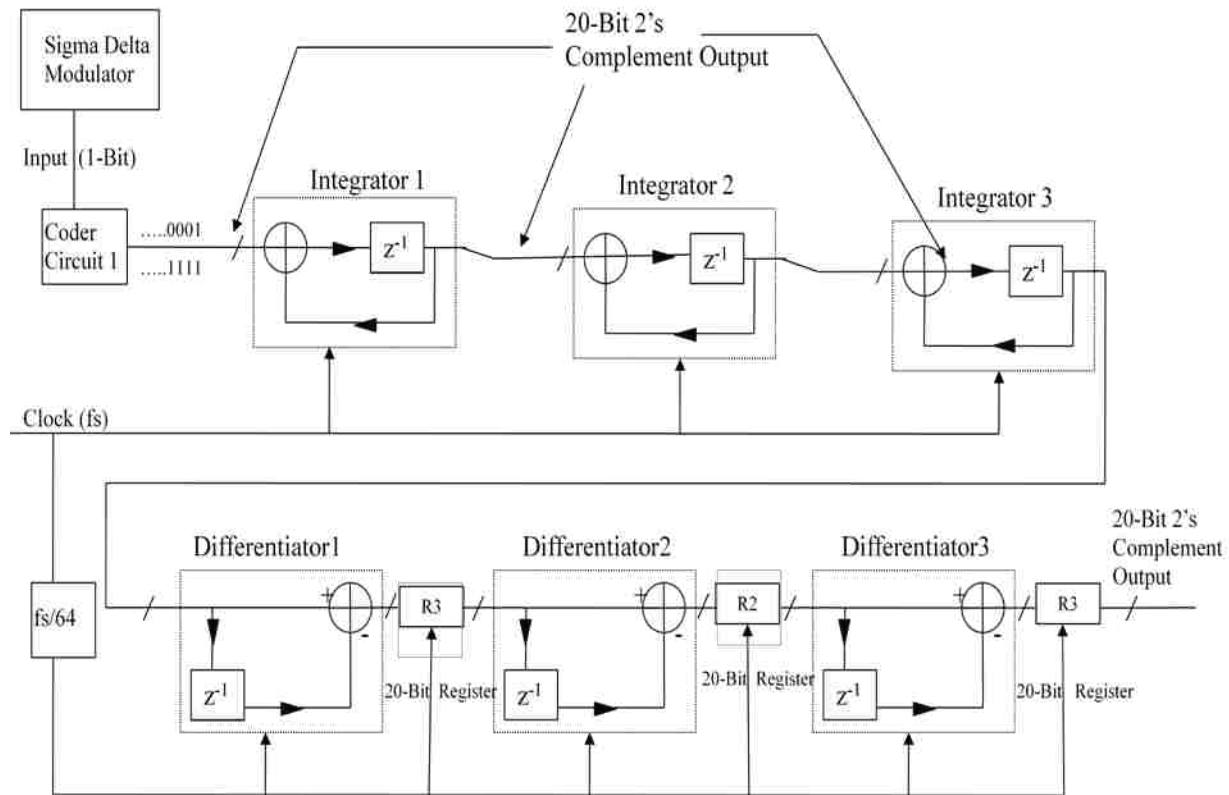 Sigma Delta
Modulator
20-Bit 2's
Complement Output
Input (1-Bit)
Integrator 1
Integrator 2
Integrator 3
Coder
Circuit 1
.....0001
.....1111
Z⁻¹
Z⁻¹
Z⁻¹
Clock (fs)
Differentiator1
Differentiator2
Differentiator3
20-Bit 2's
Complement
Output
fs/64
+
-
R3
+
-
R2
+
-
R3
Z⁻¹
20-Bit Register
Z⁻¹
20-Bit Register
Z⁻¹
20-Bit Register